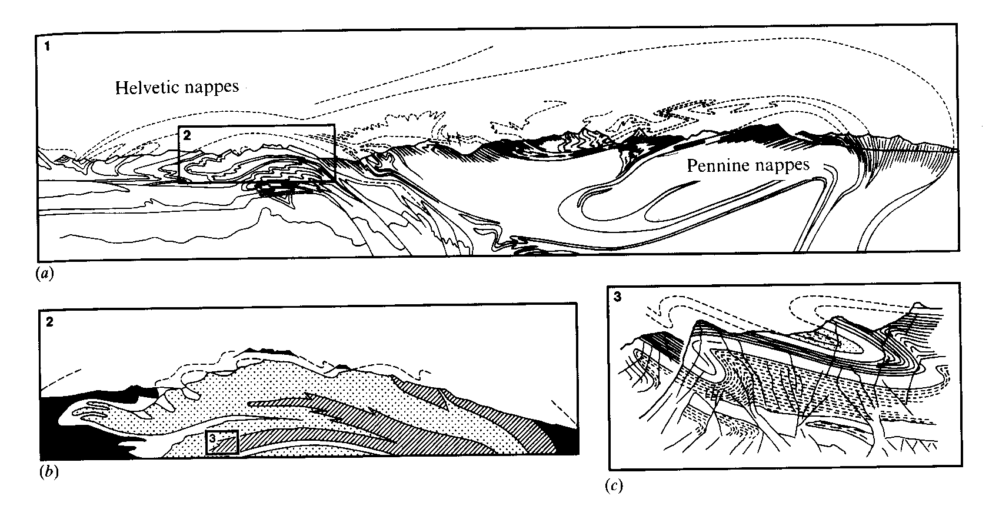 1
Helvetic nappes
2
Pennine nappes
(a)
2
3
(b)
3
(c)